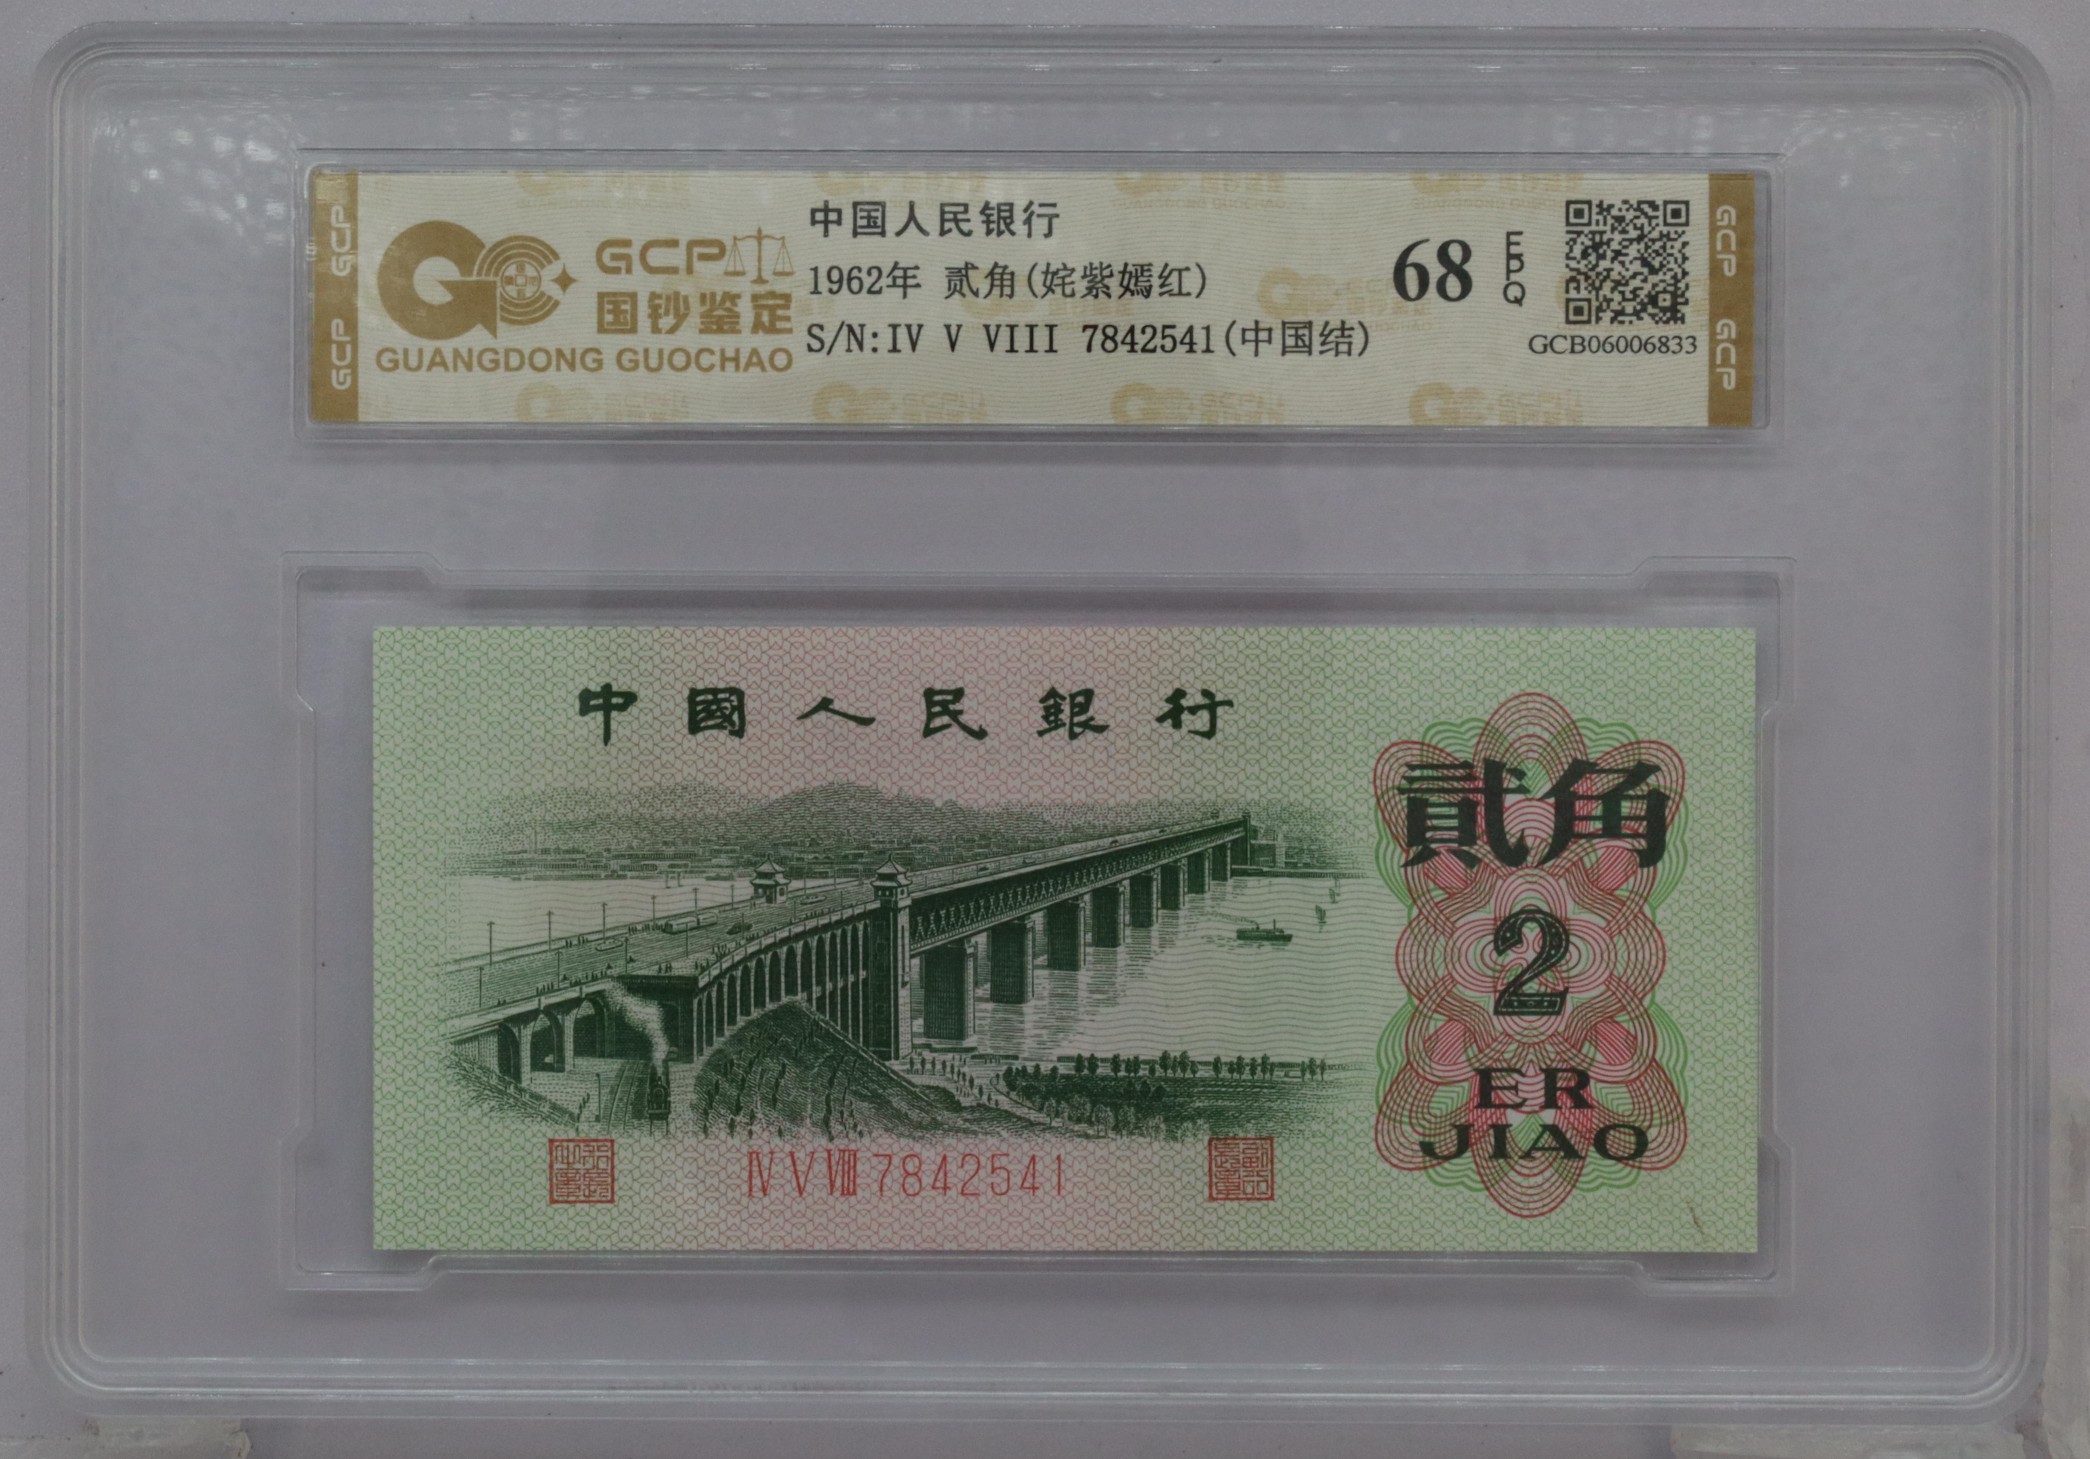 GCP
GCP
GCP
国钞鉴定
GUANGDONG GUOCHAO
中国人民银行
1962年 贰角(姹紫嫣红)
S/N:IV V VIII 7842541(中国结)
68
EPQ
GCB06006833
GCP
GCP
中國人民銀行
貳角
2
ER
JIAO
Ⅳ Ⅴ Ⅷ 7842541